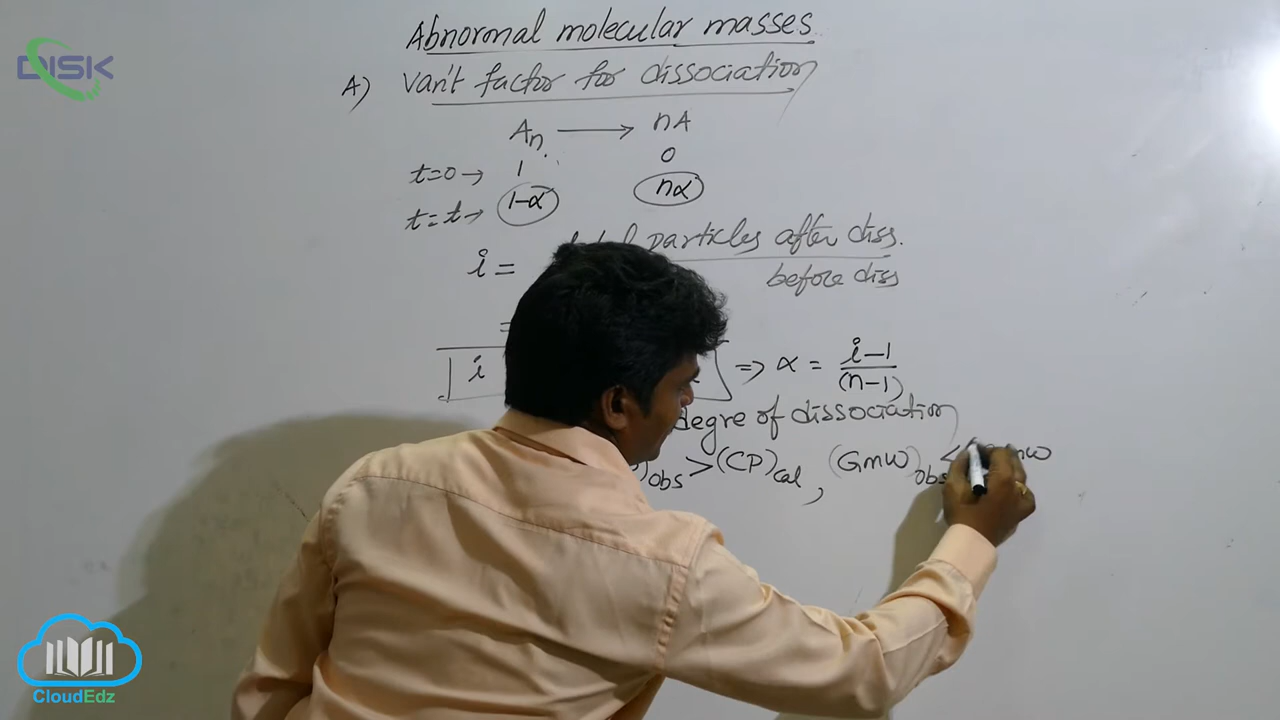 DISK
Abnormal molecular masses
A) Van't factor for dissociation
An. → nA
t=0→ 1 0
t=t→ 1-α nα
i = particles after diss.
before diss
=
i ⇒ α = i-1 / (n-1)
degre of dissociation
)obs > (CP)cal , (GMW)obs <
CloudEdz